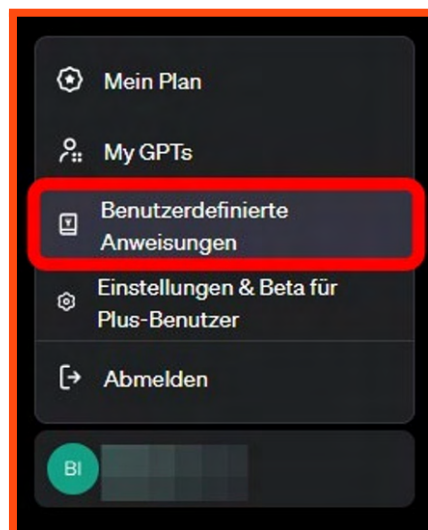 Mein Plan
My GPTs
Benutzerdefinierte
Anweisungen
Einstellungen & Beta für
Plus-Benutzer
Abmelden
BI